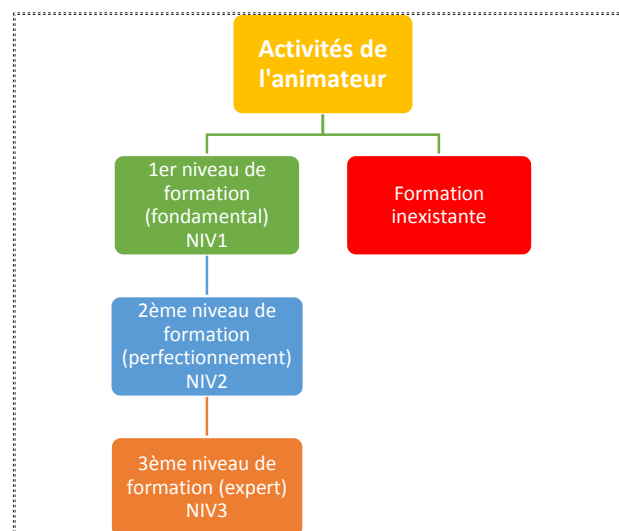 Activités de
l'animateur
1er niveau de
formation
(fondamental)
NIV1
Formation
inexistante
2ème niveau de
formation
(perfectionnement)
NIV2
3ème niveau de
formation (expert)
NIV3